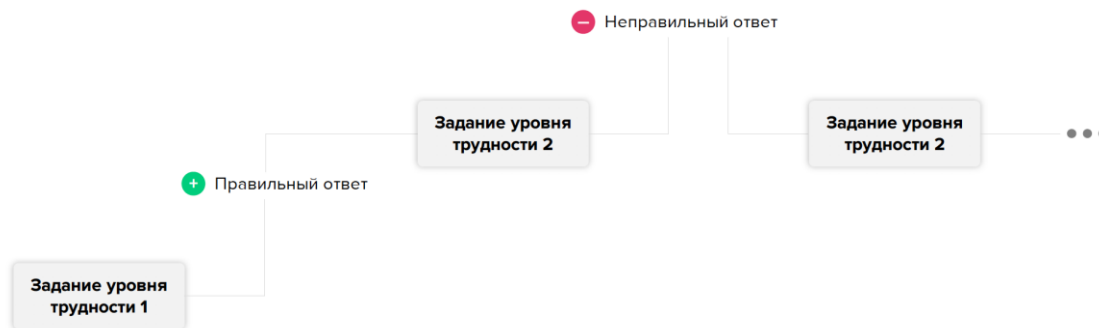 Неправильный ответ
Задание уровня
трудности 2
Задание уровня
трудности 2
Правильный ответ
Задание уровня
трудности 1